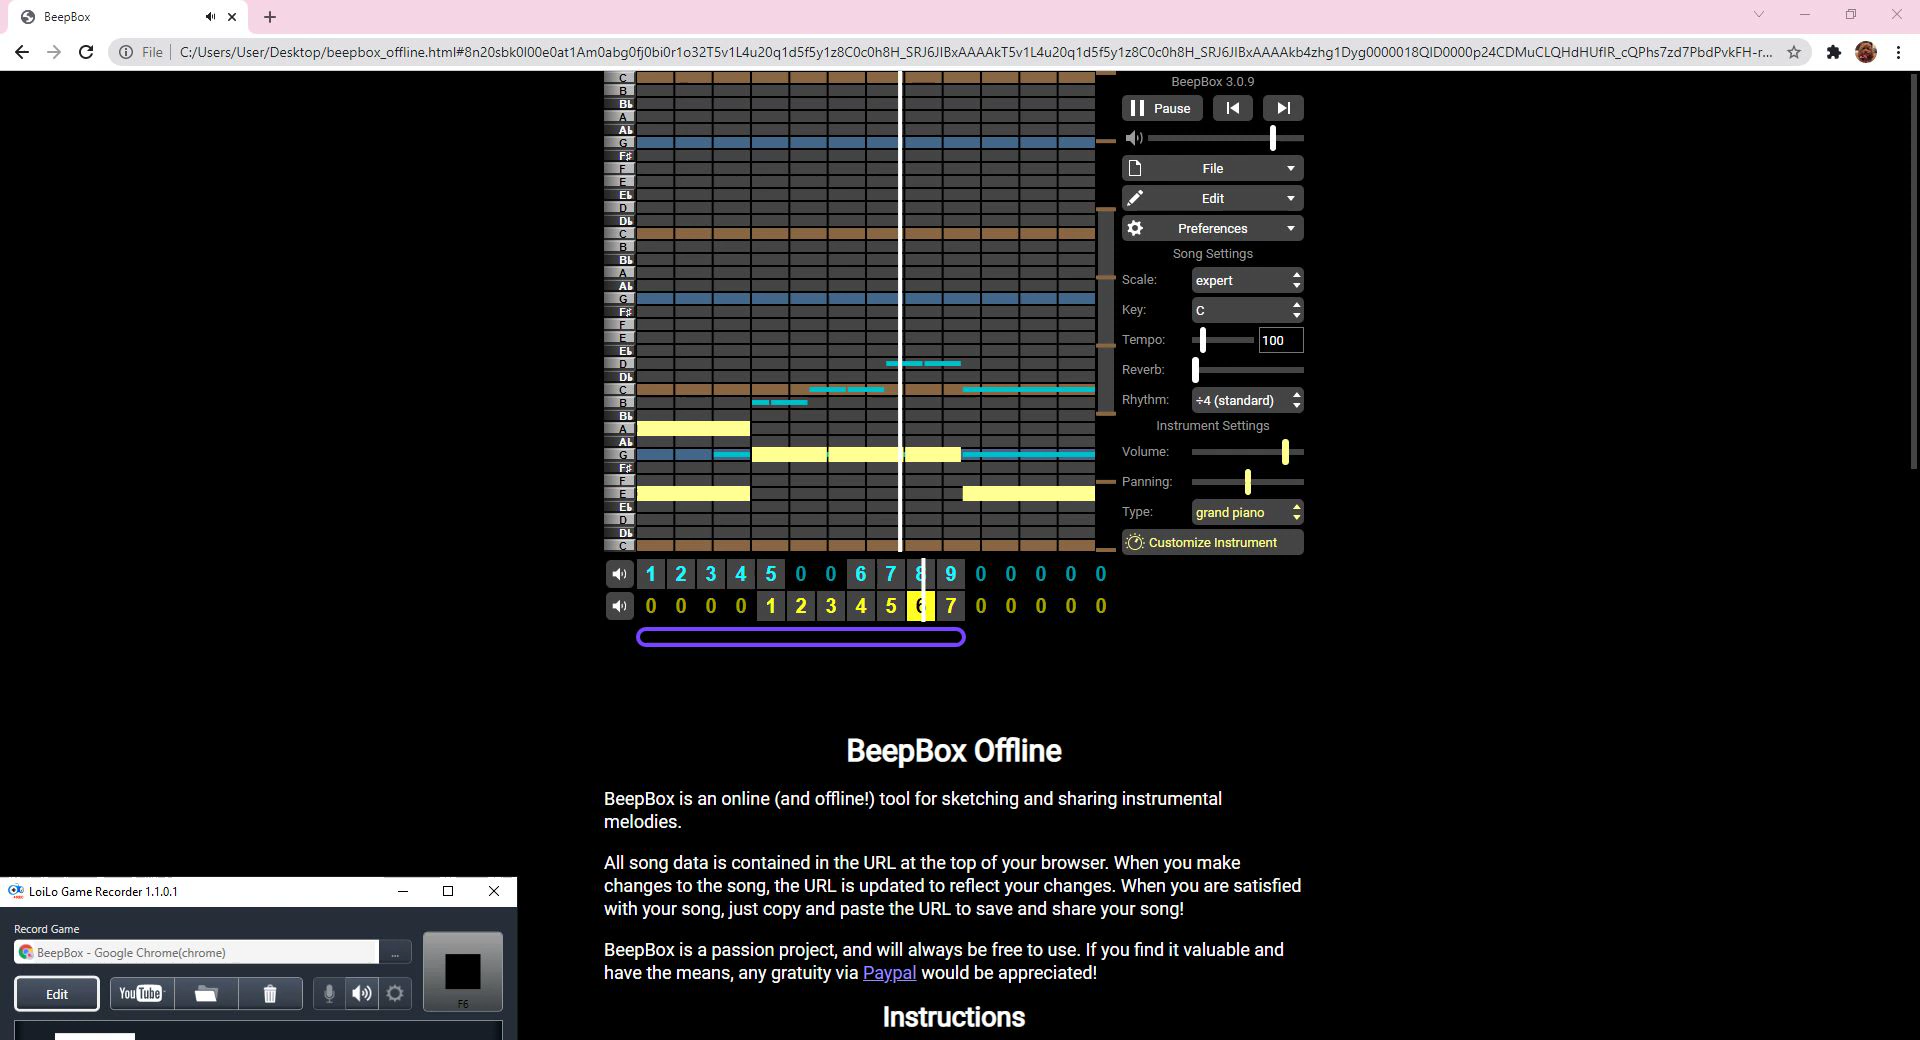 BeepBox
File C:/Users/User/Desktop/beepbox_offline.html#8n20sbk0l00e0at1Am0abg0fj0bi0r1o32T5v1L4u20q1d5f5y1z8C0c0h8H_SRJ6JIBxAAAAkT5v1L4u20q1d5f5y1z8C0c0h8H_SRJ6JIBxAAAAkb4zhg1Dyg0000018QlD0000p24CDMuCLQHdHUfIR_cQPhs7zd7PbdPvkFH-r...
C
B
B♭
A
A♭
G
F♯
F
E
E♭
D
D♭
C
B
B♭
A
A♭
G
F♯
F
E
E♭
D
D♭
C
B
B♭
A
A♭
G
F♯
F
E
E♭
D
D♭
C
1 2 3 4 5 0 0 6 7 8 9 0 0 0 0 0
0 0 0 0 1 2 3 4 5 6 7 0 0 0 0 0
BeepBox 3.0.9
Pause
File
Edit
Preferences
Song Settings
Scale: expert
Key: C
Tempo: 100
Reverb:
Rhythm: ÷4 (standard)
Instrument Settings
Volume:
Panning:
Type: grand piano
Customize Instrument
BeepBox Offline
BeepBox is an online (and offline!) tool for sketching and sharing instrumental
melodies.
All song data is contained in the URL at the top of your browser. When you make
changes to the song, the URL is updated to reflect your changes. When you are satisfied
with your song, just copy and paste the URL to save and share your song!
BeepBox is a passion project, and will always be free to use. If you find it valuable and
have the means, any gratuity via Paypal would be appreciated!
Instructions
LoiLo Game Recorder 1.1.0.1
Record Game
BeepBox - Google Chrome(chrome)
...
Edit
YouTube
F6